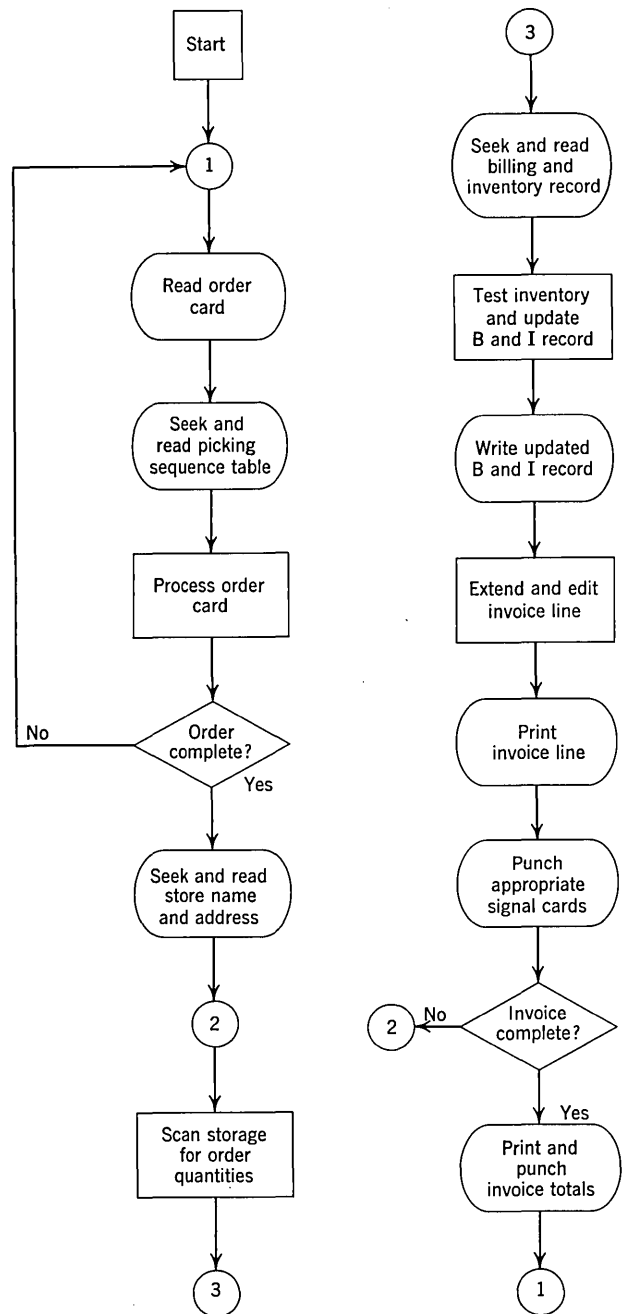 Start
1
Read order
card
Seek and
read picking
sequence table
Process order
card
Order
complete?
No
Yes
Seek and read
store name
and address
2
Scan storage
for order
quantities
3
3
Seek and read
billing and
inventory record
Test inventory
and update
B and I record
Write updated
B and I record
Extend and edit
invoice line
Print
invoice line
Punch
appropriate
signal cards
Invoice
complete?
No
2
Yes
Print and
punch
invoice totals
1